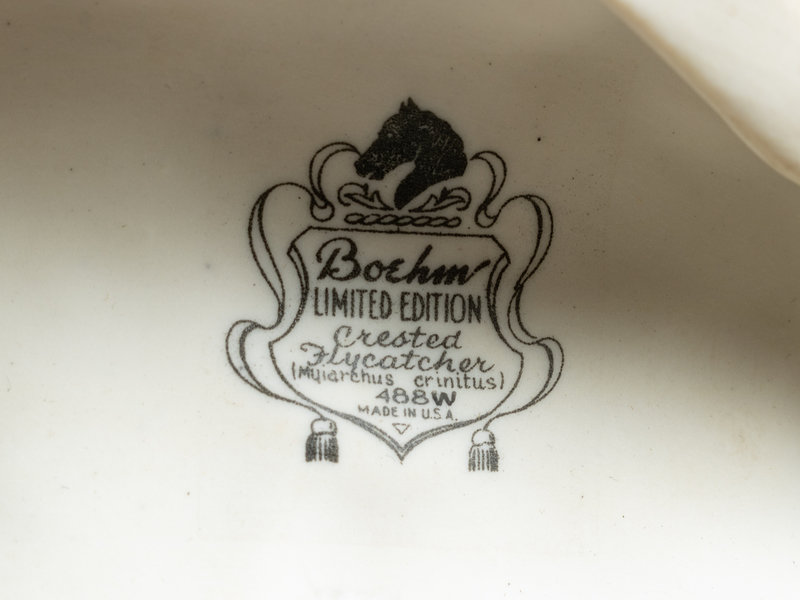 Boehm
LIMITED EDITION
Crested
Flycatcher
(Myiarchus crinitus)
488W
MADE IN U.S.A.